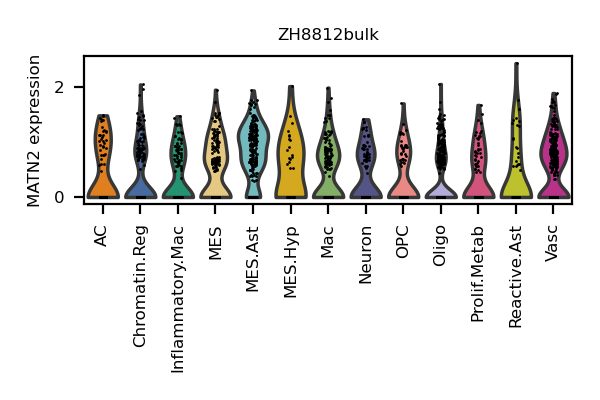 ZH8812bulk
MATN2 expression
2
0
AC
Chromatin.Reg
Inflammatory.Mac
MES
MES.Ast
MES.Hyp
Mac
Neuron
OPC
Oligo
Prolif.Metab
Reactive.Ast
Vasc